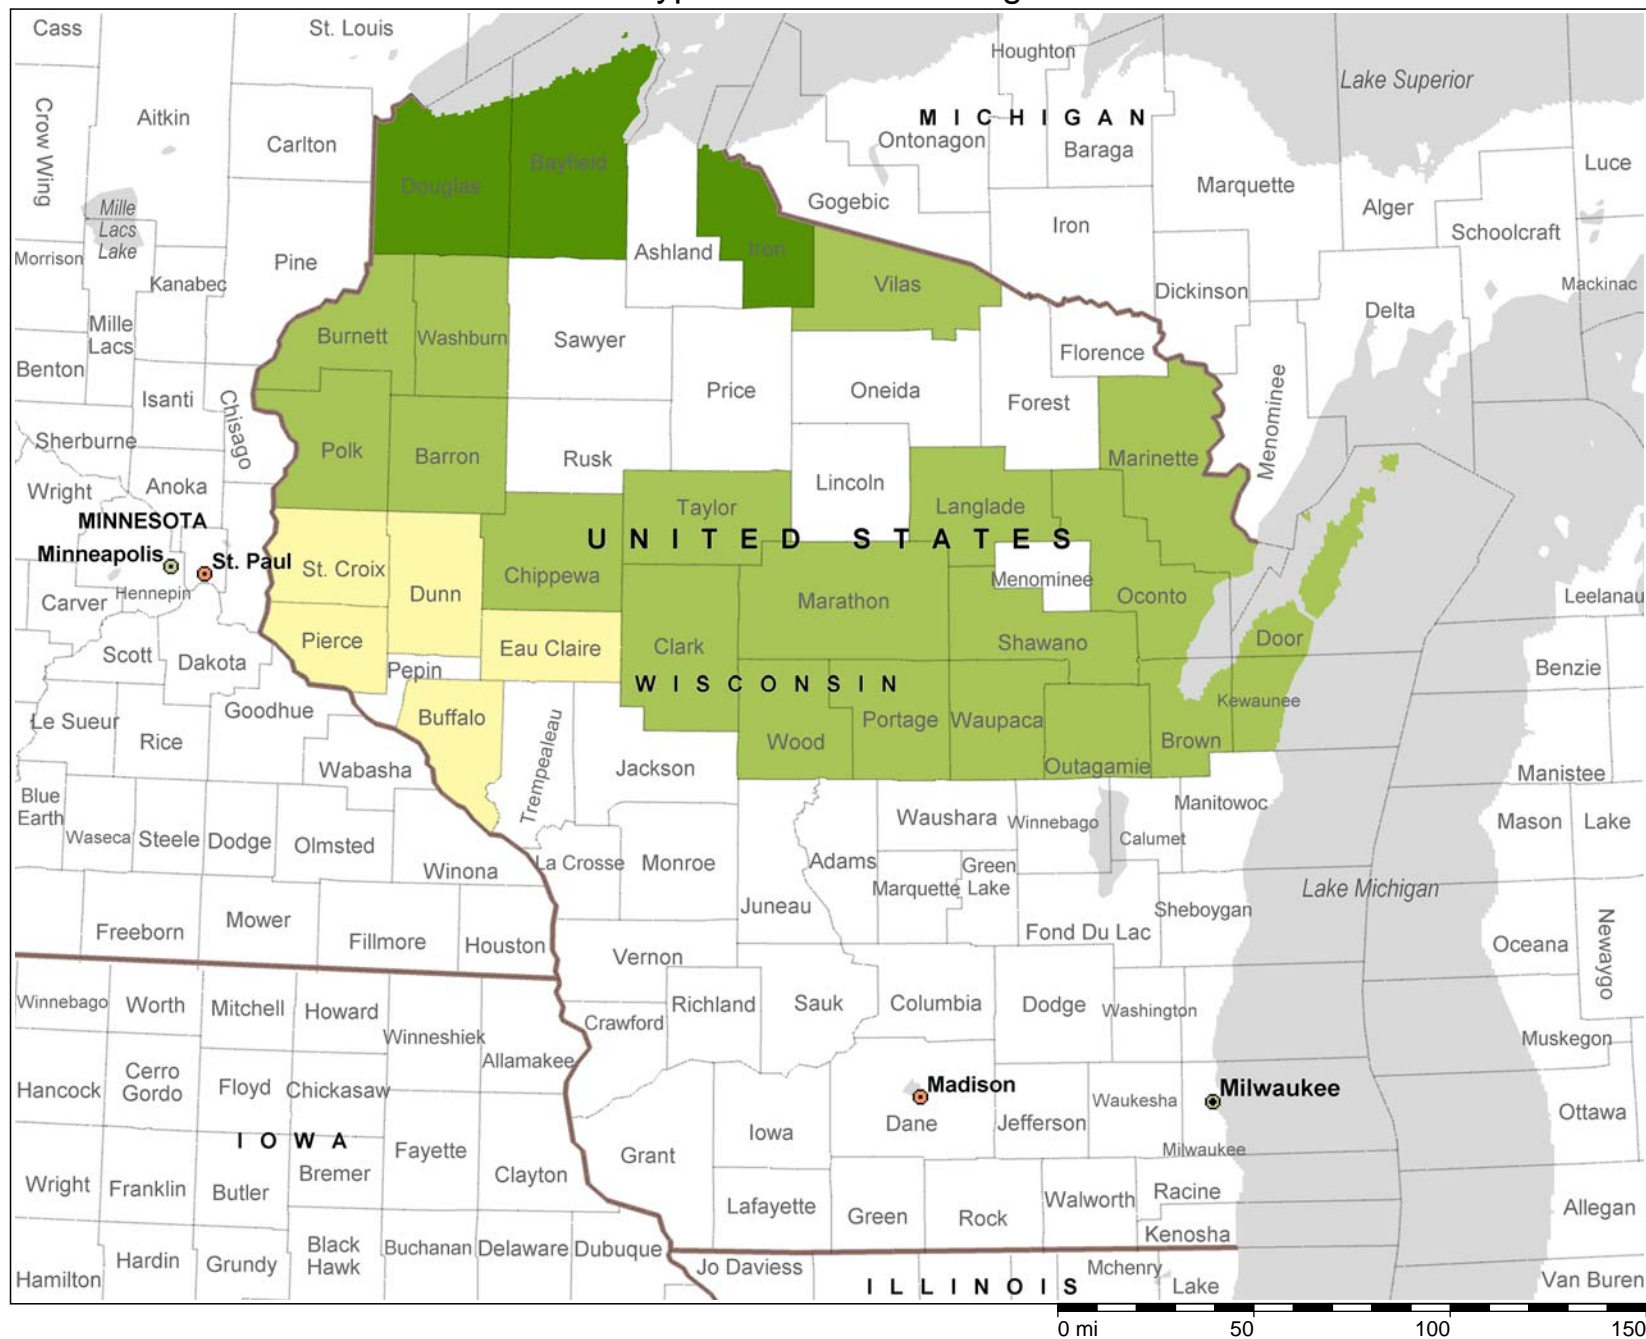 Cass
St. Louis
Houghton
Lake Superior
Crow Wing
Aitkin
Carlton
MICHIGAN
Ontonagon
Baraga
Luce
Bayfield
Douglas
Marquette
Gogebic
Alger
Mille
Lacs
Lake
Iron
Schoolcraft
Morrison
Pine
Ashland
Iron
Kanabec
Vilas
Dickinson
Mackinac
Delta
Mille
Lacs
Burnett
Washburn
Sawyer
Florence
Benton
Isanti
Chisago
Price
Oneida
Forest
Menominee
Sherburne
Polk
Barron
Rusk
Marinette
Wright
Anoka
Lincoln
Taylor
Langlade
MINNESOTA
UNITED STATES
Minneapolis
St. Paul
St. Croix
Chippewa
Menominee
Carver
Hennepin
Dunn
Marathon
Oconto
Leelanau
Pierce
Eau Claire
Clark
Shawano
Door
Scott
Dakota
Pepin
WISCONSIN
Benzie
Le Sueur
Goodhue
Buffalo
Trempealeau
Portage
Waupaca
Kewaunee
Rice
Wood
Brown
Wabasha
Jackson
Outagamie
Manistee
Blue
Earth
Waseca
Steele
Dodge
Olmsted
Waushara
Winnebago
Manitowoc
Calumet
Mason
Lake
Winona
La Crosse
Monroe
Adams
Marquette
Green
Lake
Lake Michigan
Juneau
Sheboygan
Freeborn
Mower
Fillmore
Houston
Fond Du Lac
Oceana
Newaygo
Vernon
Winnebago
Worth
Mitchell
Howard
Richland
Sauk
Columbia
Dodge
Washington
Winneshiek
Crawford
Muskegon
Allamakee
Hancock
Cerro
Gordo
Floyd
Chickasaw
Madison
Milwaukee
Waukesha
Ottawa
IOWA
Iowa
Dane
Jefferson
Fayette
Grant
Milwaukee
Wright
Franklin
Butler
Bremer
Clayton
Lafayette
Green
Rock
Walworth
Racine
Allegan
Kenosha
Hamilton
Hardin
Grundy
Black
Hawk
Buchanan
Delaware
Dubuque
Jo Daviess
ILLINOIS
Mchenry
Lake
Van Buren
0 mi 50 100 150